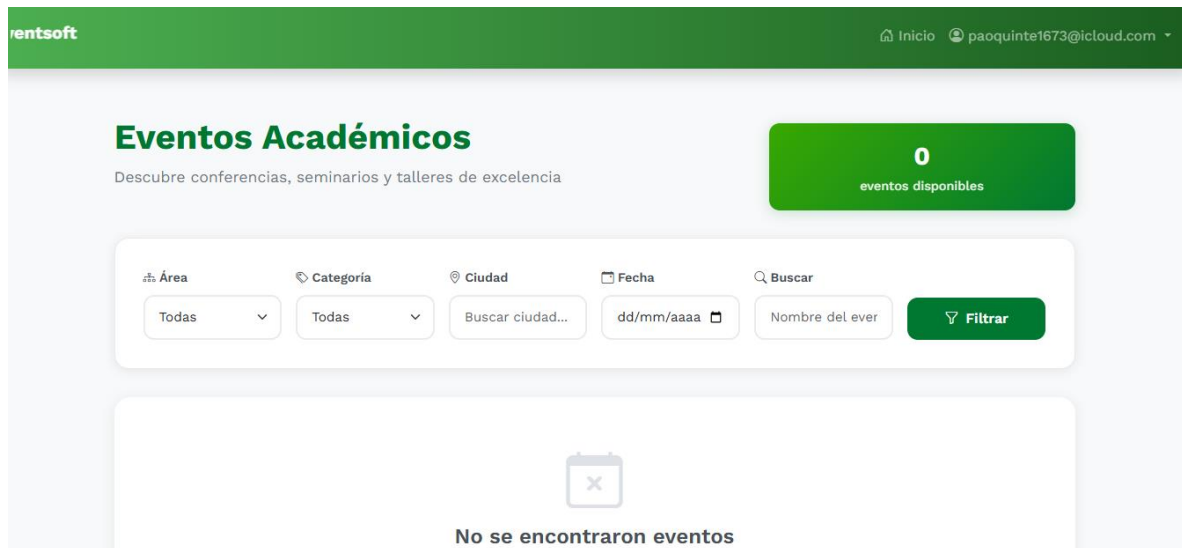 ventsoft
Inicio paoquinte1673@icloud.com
Eventos Académicos
Descubre conferencias, seminarios y talleres de excelencia
0
eventos disponibles
Área Categoría Ciudad Fecha Buscar
Todas Todas Buscar ciudad... dd/mm/aaaa Nombre del ever Filtrar
No se encontraron eventos